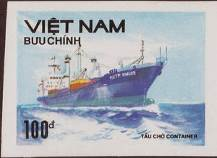 VIỆT NAM
BƯU CHÍNH
100đ
TÀU CHỞ CONTAINER